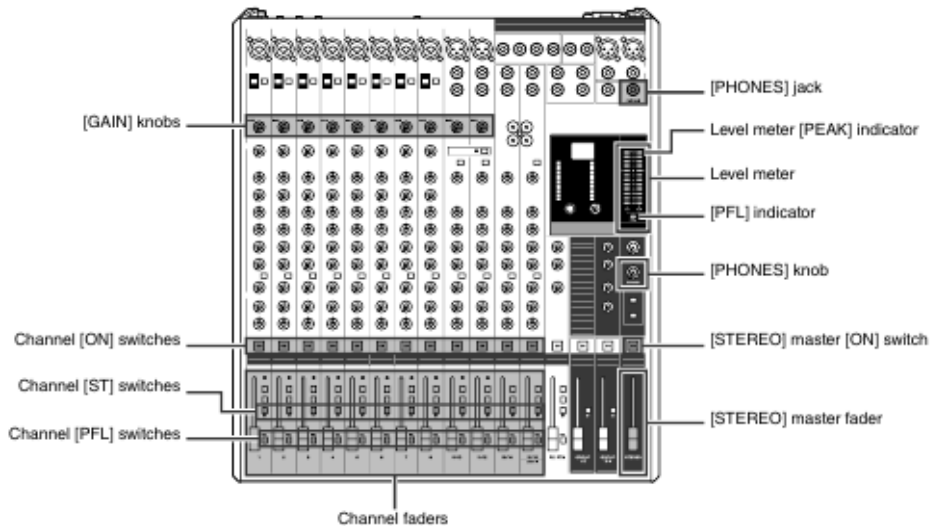 [PHONES] jack
[GAIN] knobs
Level meter [PEAK] indicator
Level meter
[PFL] indicator
[PHONES] knob
Channel [ON] switches
[STEREO] master [ON] switch
Channel [ST] switches
[STEREO] master fader
Channel [PFL] switches
Channel faders